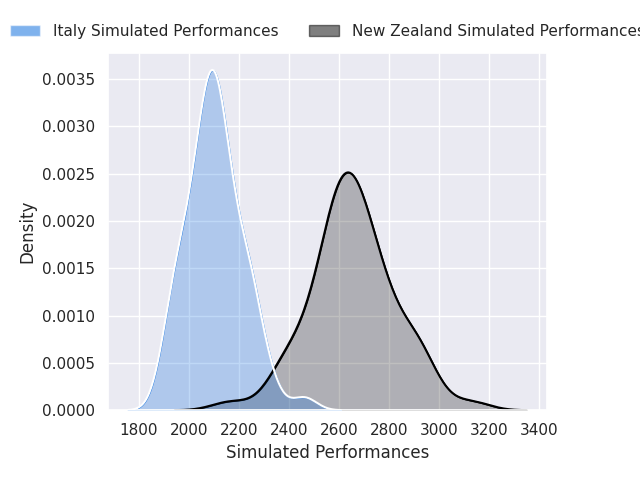 Italy Simulated Performances
New Zealand Simulated Performances
0.0035
0.0030
0.0025
0.0020
0.0015
0.0010
0.0005
0.0000
Density
1800 2000 2200 2400 2600 2800 3000 3200 3400
Simulated Performances